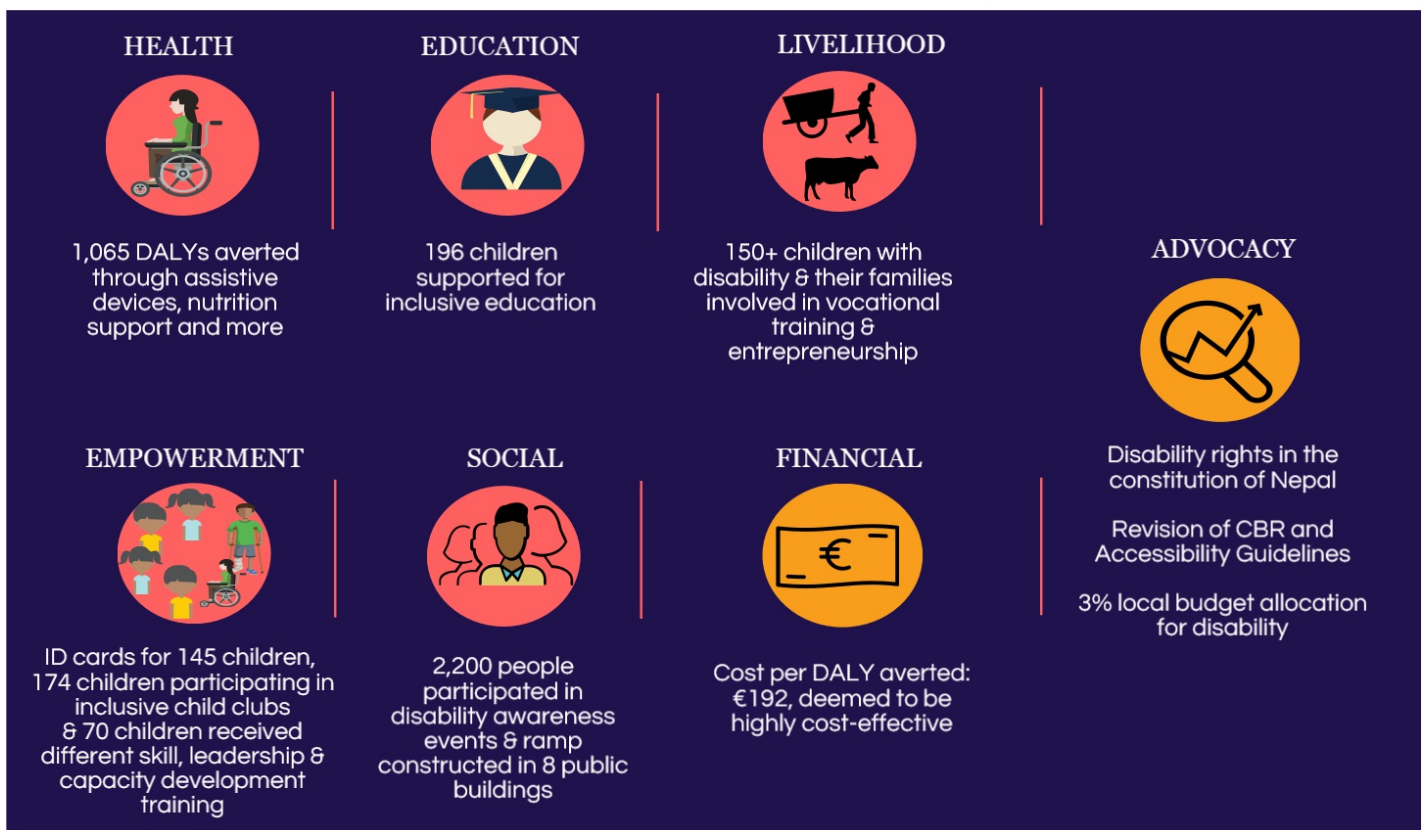 HEALTH
1,065 DALYs averted
through assistive
devices, nutrition
support and more
EDUCATION
196 children
supported for
inclusive education
LIVELIHOOD
150+ children with
disability & their families
involved in vocational
training &
entrepreneurship
ADVOCACY
Disability rights in the
constitution of Nepal
Revision of CBR and
Accessibility Guidelines
3% local budget allocation
for disability
EMPOWERMENT
ID cards for 145 children,
174 children participating in
inclusive child clubs
& 70 children received
different skill, leadership &
capacity development
training
SOCIAL
2,200 people
participated in
disability awareness
events & ramp
constructed in 8 public
buildings
FINANCIAL
€
Cost per DALY averted:
€192, deemed to be
highly cost-effective